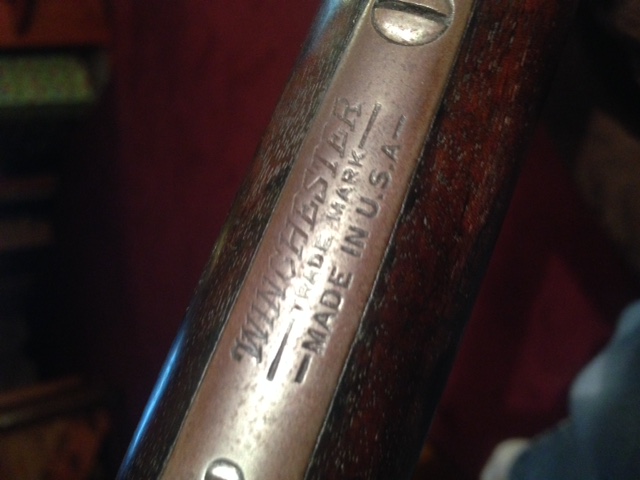 WINCHESTER
—TRADE MARK—
—MADE IN U.S.A—